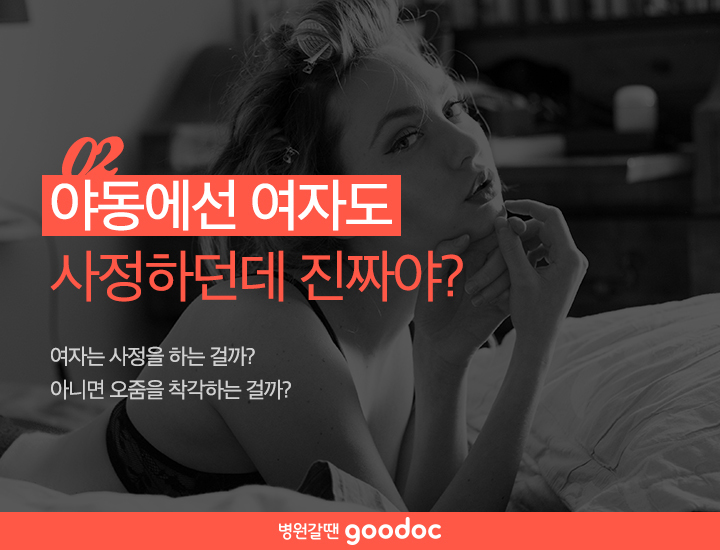 02
야동에선 여자도
사정하던데 진짜야?
여자는 사정을 하는 걸까?
아니면 오줌을 착각하는 걸까?
병원갈땐 goodoc